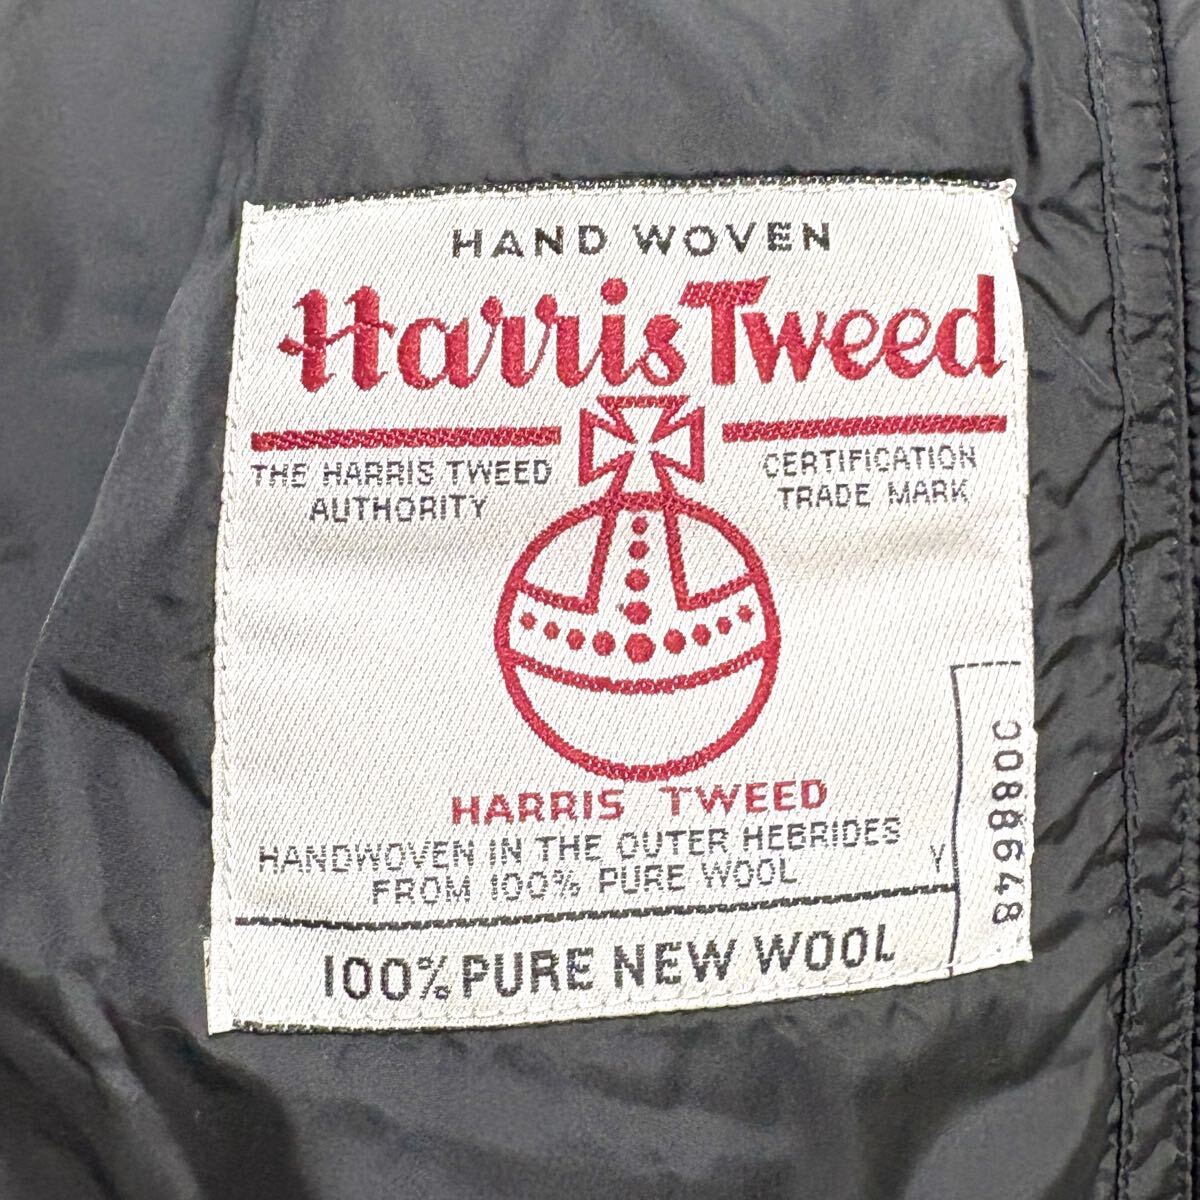 HAND WOVEN
Harris Tweed
THE HARRIS TWEED
AUTHORITY
CERTIFICATION
TRADE MARK
HARRIS TWEED
HANDWOVEN IN THE OUTER HEBRIDES
FROM 100% PURE WOOL
Y
100% PURE NEW WOOL